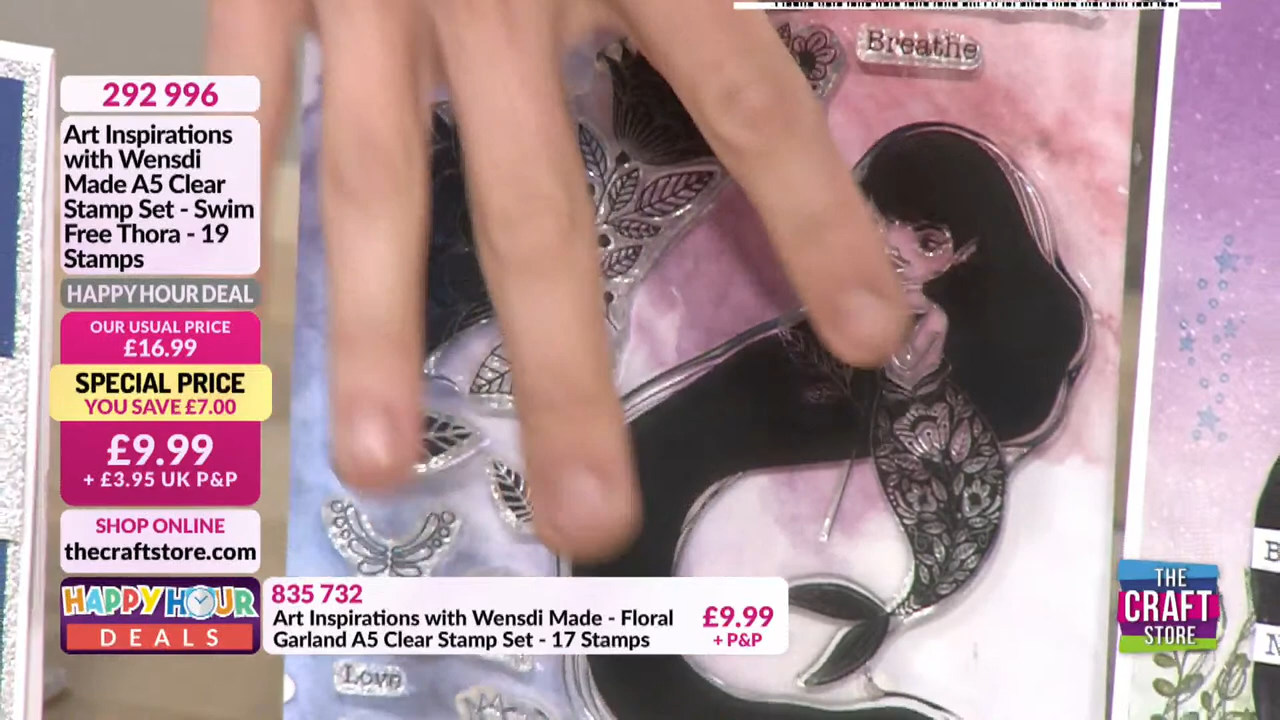 Breathe
292 996
Art Inspirations
with Wensdi
Made A5 Clear
Stamp Set - Swim
Free Thora - 19
Stamps
HAPPY HOUR DEAL
OUR USUAL PRICE
£16.99
SPECIAL PRICE
YOU SAVE £7.00
£9.99
+ £3.95 UK P&P
SHOP ONLINE
thecraftstore.com
HAPPY HOUR
DEALS
835 732
Art Inspirations with Wensdi Made - Floral
Garland A5 Clear Stamp Set - 17 Stamps
£9.99
+ P&P
THE
CRAFT
STORE
Love